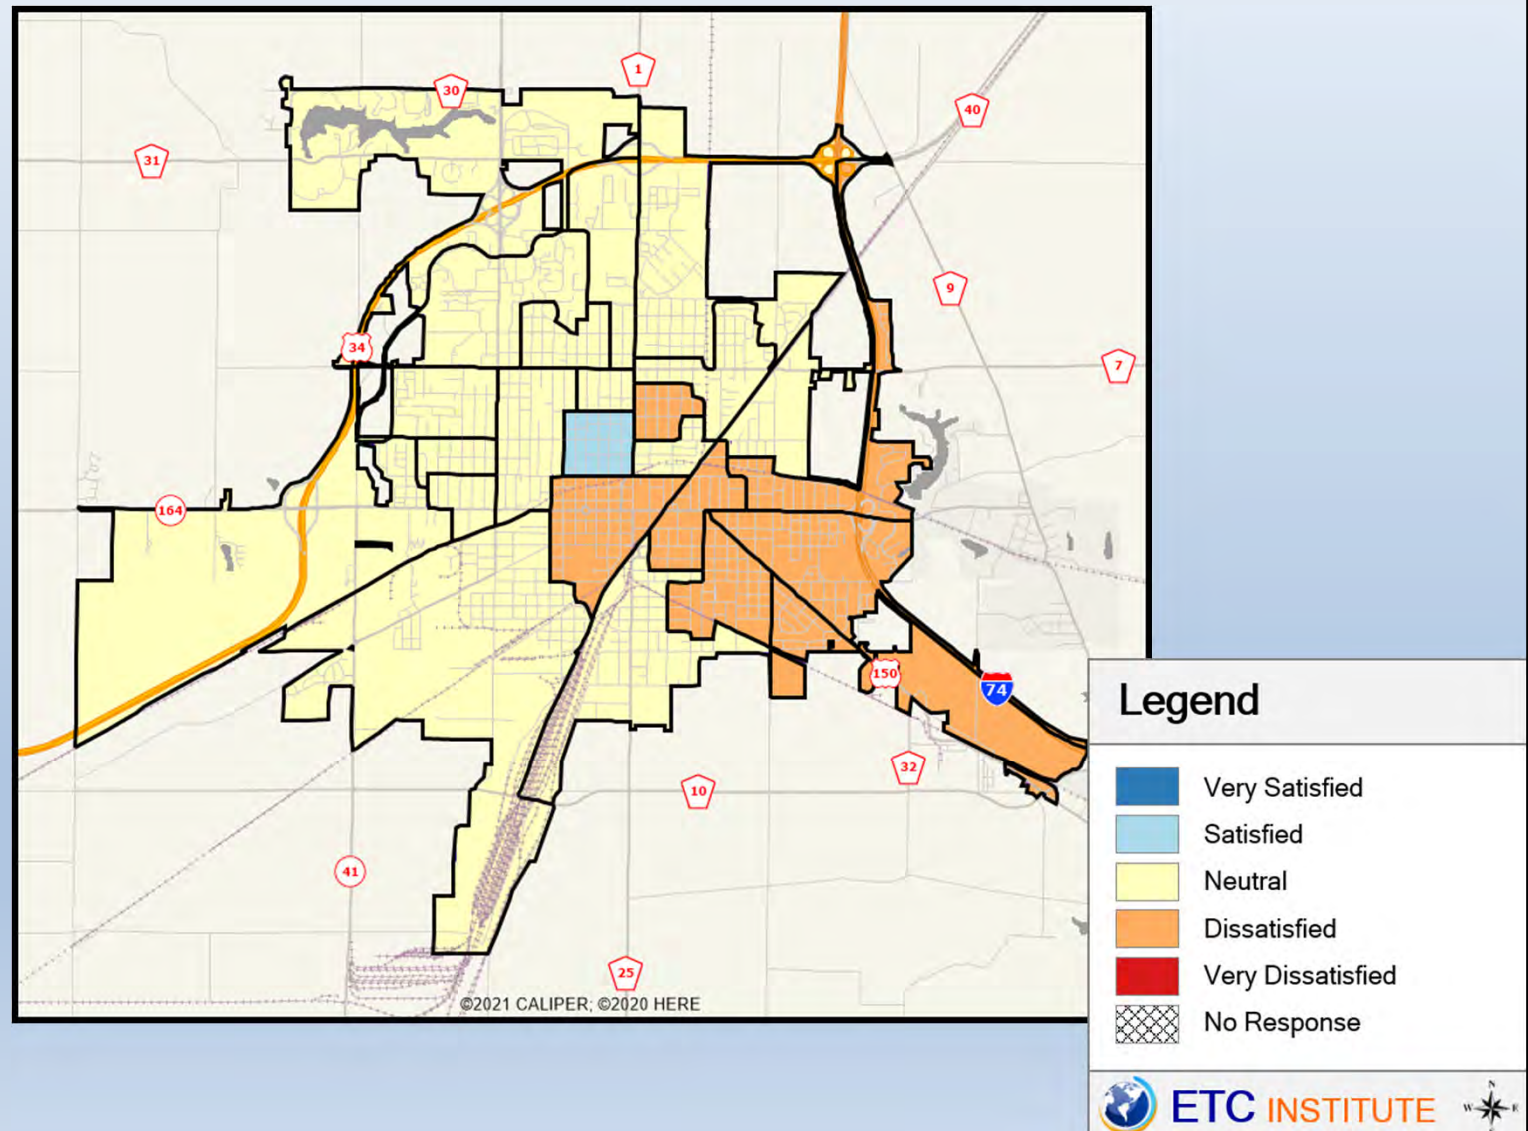 1
30
40
31
9
34
7
164
150
74
32
10
41
25
©2021 CALIPER; ©2020 HERE
Legend
Very Satisfied
Satisfied
Neutral
Dissatisfied
Very Dissatisfied
No Response
N
W E
ETC INSTITUTE